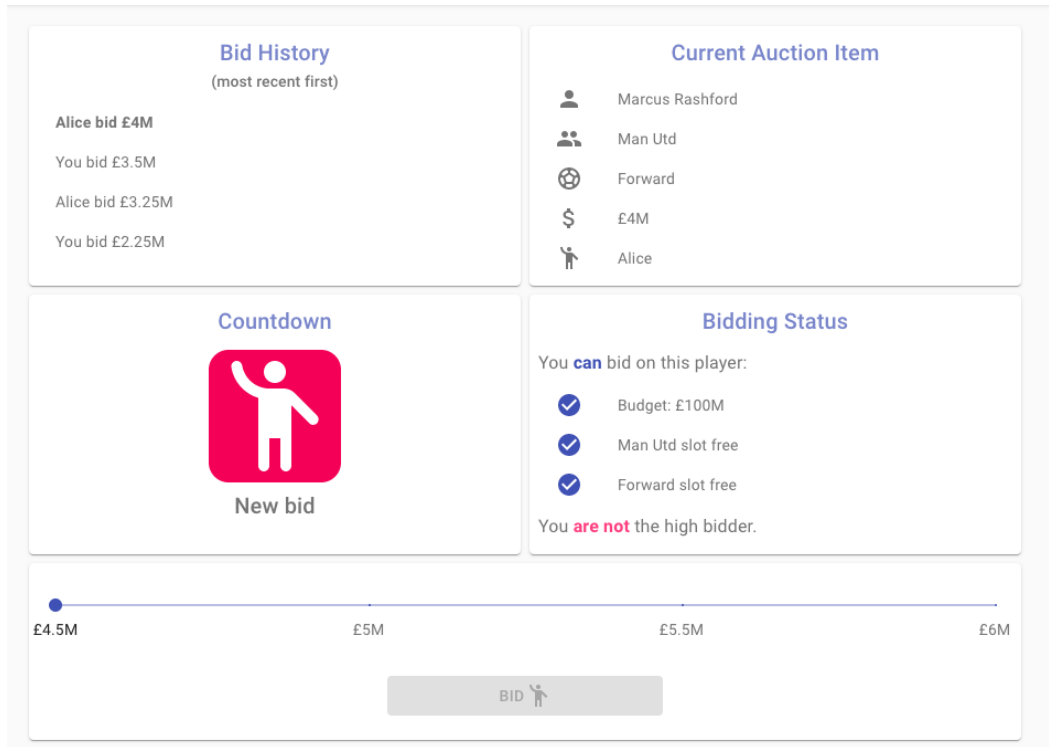 Bid History
(most recent first)
Alice bid £4M
You bid £3.5M
Alice bid £3.25M
You bid £2.25M
Current Auction Item
Marcus Rashford
Man Utd
Forward
£4M
Alice
Countdown
New bid
Bidding Status
You can bid on this player:
Budget: £100M
Man Utd slot free
Forward slot free
You are not the high bidder.
£4.5M £5M £5.5M £6M
BID